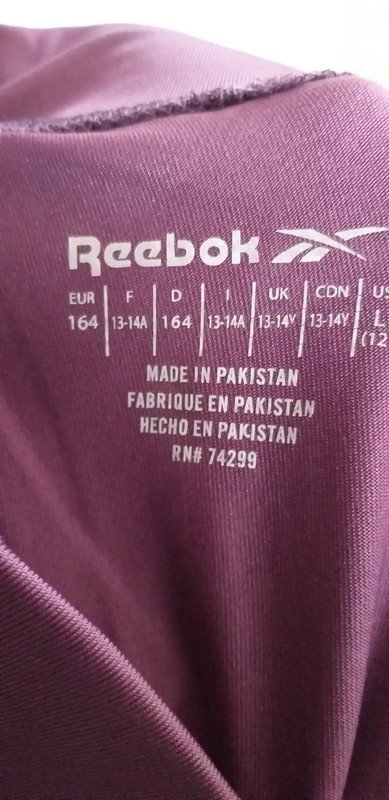 Reebok
EUR F D I UK CDN US
164 13-14A 164 13-14A 13-14Y 13-14Y L
(12
MADE IN PAKISTAN
FABRIQUE EN PAKISTAN
HECHO EN PAKISTAN
RN# 74299